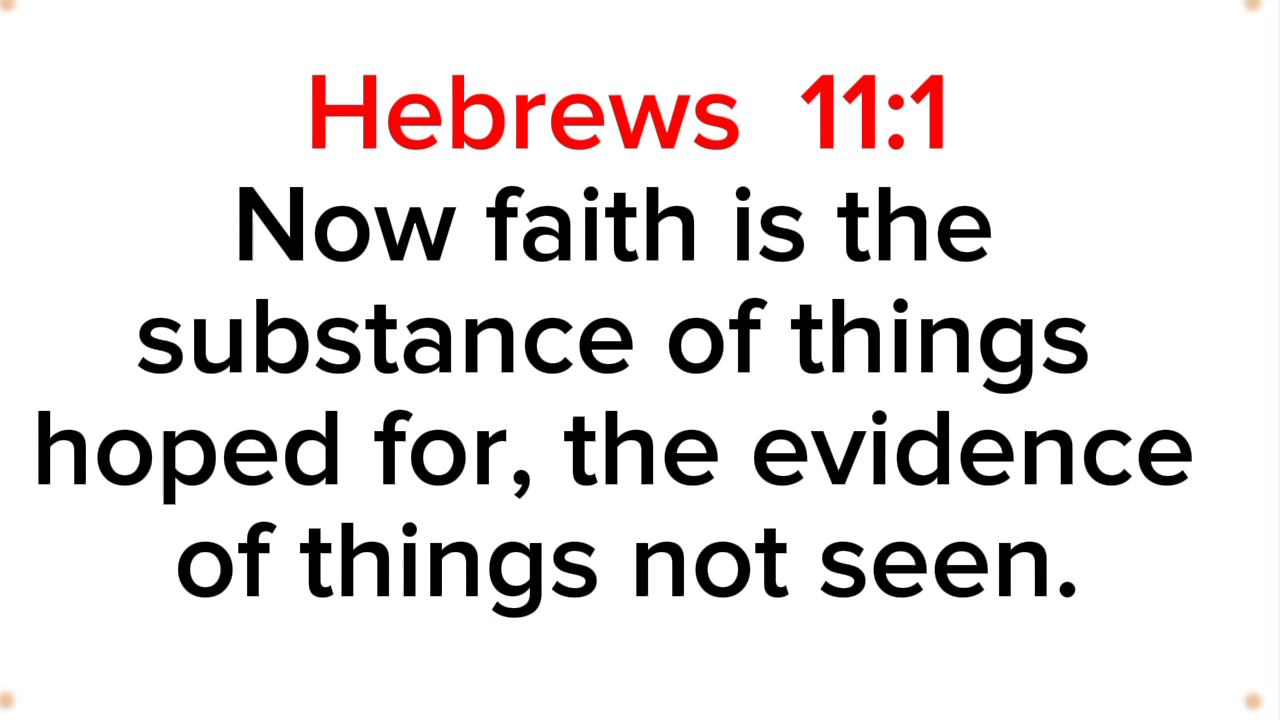 Hebrews 11:1
Now faith is the
substance of things
hoped for, the evidence
of things not seen.